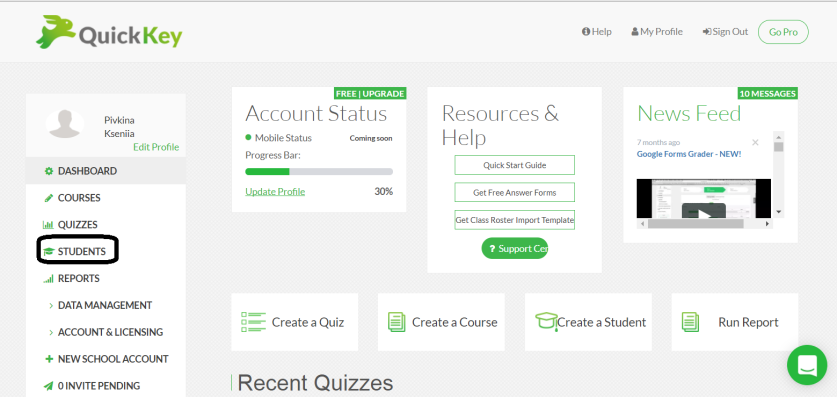 QuickKey
Help My Profile Sign Out Go Pro
Pivkina
Kseniia
Edit Profile
DASHBOARD
COURSES
QUIZZES
STUDENTS
REPORTS
DATA MANAGEMENT
ACCOUNT & LICENSING
NEW SCHOOL ACCOUNT
0 INVITE PENDING
FREE | UPGRADE
Account Status
Mobile Status Coming soon
Progress Bar:
Update Profile 30%
Resources &
Help
Quick Start Guide
Get Free Answer Forms
Get Class Roster Import Template
? Support Cen
10 MESSAGES
News Feed
7 months ago
Google Forms Grader - NEW!
Create a Quiz
Create a Course
Create a Student
Run Report
Recent Quizzes